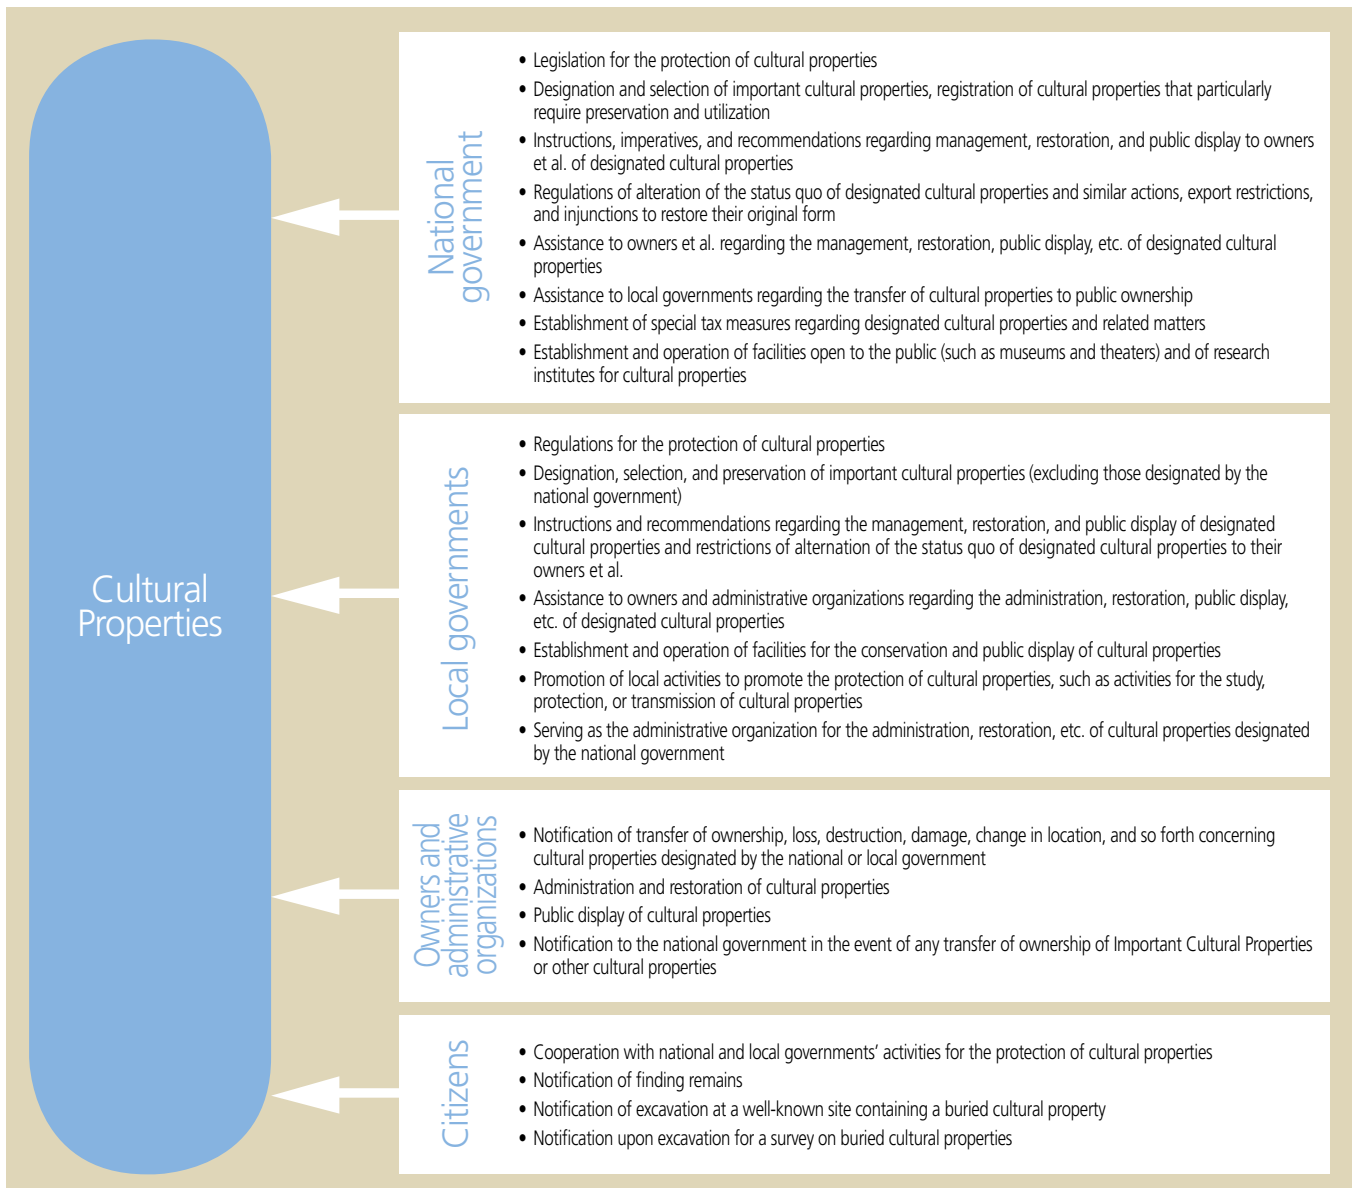 Cultural
Properties
National
government
• Legislation for the protection of cultural properties
• Designation and selection of important cultural properties, registration of cultural properties that particularly
require preservation and utilization
• Instructions, imperatives, and recommendations regarding management, restoration, and public display to owners
et al. of designated cultural properties
• Regulations of alteration of the status quo of designated cultural properties and similar actions, export restrictions,
and injunctions to restore their original form
• Assistance to owners et al. regarding the management, restoration, public display, etc. of designated cultural
properties
• Assistance to local governments regarding the transfer of cultural properties to public ownership
• Establishment of special tax measures regarding designated cultural properties and related matters
• Establishment and operation of facilities open to the public (such as museums and theaters) and of research
institutes for cultural properties
Local governments
• Regulations for the protection of cultural properties
• Designation, selection, and preservation of important cultural properties (excluding those designated by the
national government)
• Instructions and recommendations regarding the management, restoration, and public display of designated
cultural properties and restrictions of alternation of the status quo of designated cultural properties to their
owners et al.
• Assistance to owners and administrative organizations regarding the administration, restoration, public display,
etc. of designated cultural properties
• Establishment and operation of facilities for the conservation and public display of cultural properties
• Promotion of local activities to promote the protection of cultural properties, such as activities for the study,
protection, or transmission of cultural properties
• Serving as the administrative organization for the administration, restoration, etc. of cultural properties designated
by the national government
Owners and
administrative
organizations
• Notification of transfer of ownership, loss, destruction, damage, change in location, and so forth concerning
cultural properties designated by the national or local government
• Administration and restoration of cultural properties
• Public display of cultural properties
• Notification to the national government in the event of any transfer of ownership of Important Cultural Properties
or other cultural properties
Citizens
• Cooperation with national and local governments’ activities for the protection of cultural properties
• Notification of finding remains
• Notification of excavation at a well-known site containing a buried cultural property
• Notification upon excavation for a survey on buried cultural properties